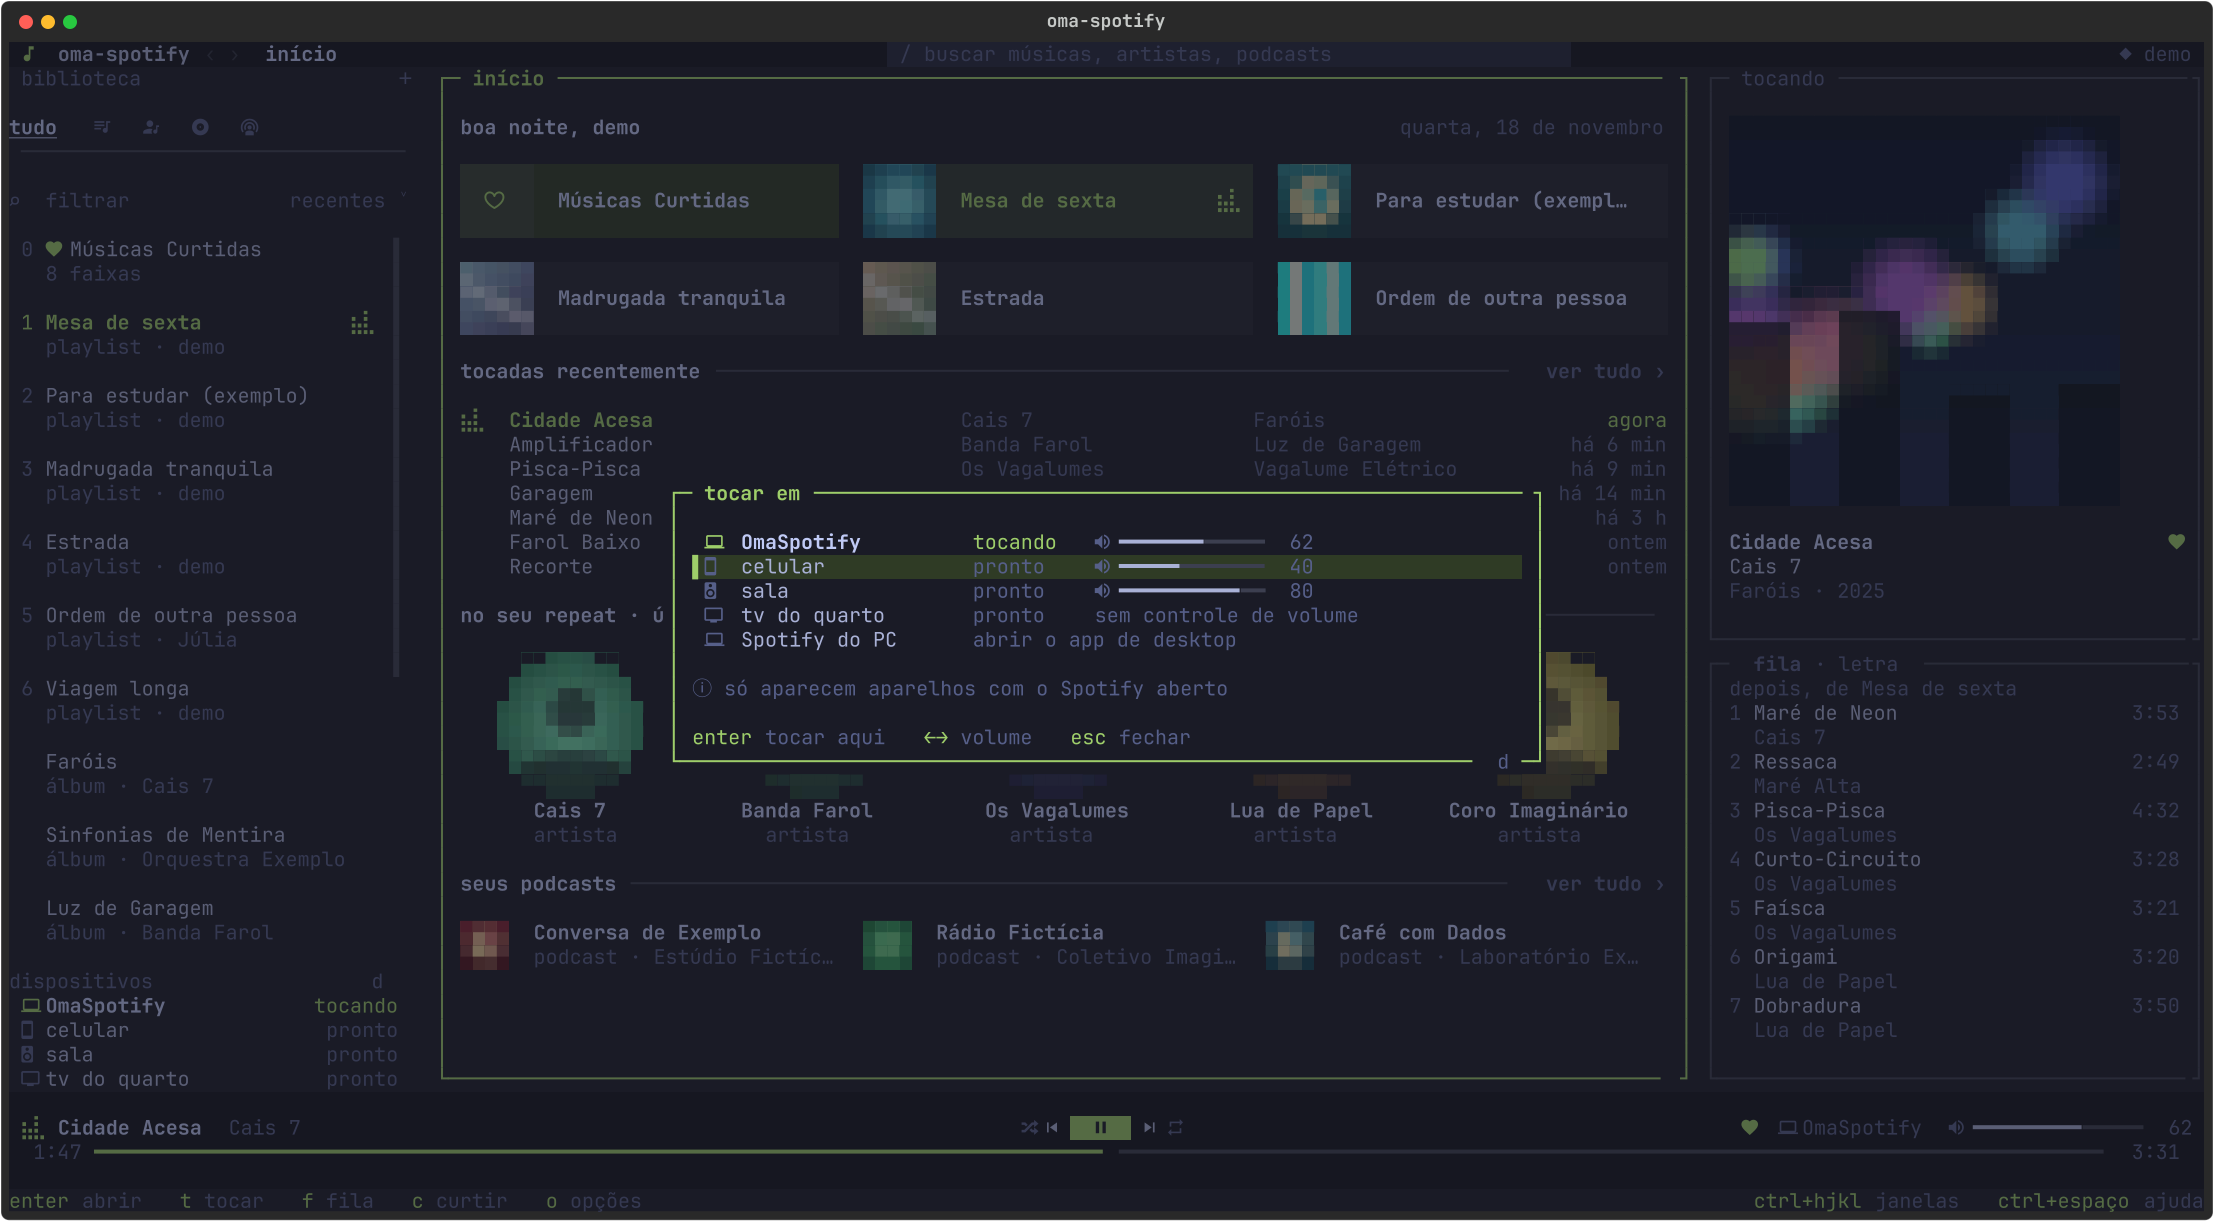 oma-spotify
oma-spotify ‹ › início / buscar músicas, artistas, podcasts ◆ demo
biblioteca +
tudo
filtrar recentes ˅
0 Músicas Curtidas
8 faixas
1 Mesa de sexta
playlist · demo
2 Para estudar (exemplo)
playlist · demo
3 Madrugada tranquila
playlist · demo
4 Estrada
playlist · demo
5 Ordem de outra pessoa
playlist · Júlia
6 Viagem longa
playlist · demo
Faróis
álbum · Cais 7
Sinfonias de Mentira
álbum · Orquestra Exemplo
Luz de Garagem
álbum · Banda Farol
dispositivos d
OmaSpotify tocando
celular pronto
sala pronto
tv do quarto pronto
início
boa noite, demo quarta, 18 de novembro
Músicas Curtidas
Mesa de sexta
Para estudar (exempl…
Madrugada tranquila
Estrada
Ordem de outra pessoa
tocadas recentemente ver tudo ›
Cidade Acesa Cais 7 Faróis agora
Amplificador Banda Farol Luz de Garagem há 6 min
Pisca-Pisca Os Vagalumes Vagalume Elétrico há 9 min
Garagem há 14 min
Maré de Neon há 3 h
Farol Baixo ontem
Recorte ontem
no seu repeat · ú
tocar em
OmaSpotify tocando 62
celular pronto 40
sala pronto 80
tv do quarto pronto sem controle de volume
Spotify do PC abrir o app de desktop
ⓘ só aparecem aparelhos com o Spotify aberto
enter tocar aqui ↔ volume esc fechar
d
Cais 7
artista
Banda Farol
artista
Os Vagalumes
artista
Lua de Papel
artista
Coro Imaginário
artista
seus podcasts ver tudo ›
Conversa de Exemplo
podcast · Estúdio Fictíc…
Rádio Fictícia
podcast · Coletivo Imagi…
Café com Dados
podcast · Laboratório Ex…
tocando
Cidade Acesa
Cais 7
Faróis · 2025
fila · letra
depois, de Mesa de sexta
1 Maré de Neon 3:53
Cais 7
2 Ressaca 2:49
Maré Alta
3 Pisca-Pisca 4:32
Os Vagalumes
4 Curto-Circuito 3:28
Os Vagalumes
5 Faísca 3:21
Os Vagalumes
6 Origami 3:20
Lua de Papel
7 Dobradura 3:50
Lua de Papel
Cidade Acesa Cais 7 OmaSpotify 62
1:47 3:31
enter abrir t tocar f fila c curtir o opções ctrl+hjkl janelas ctrl+espaço ajuda